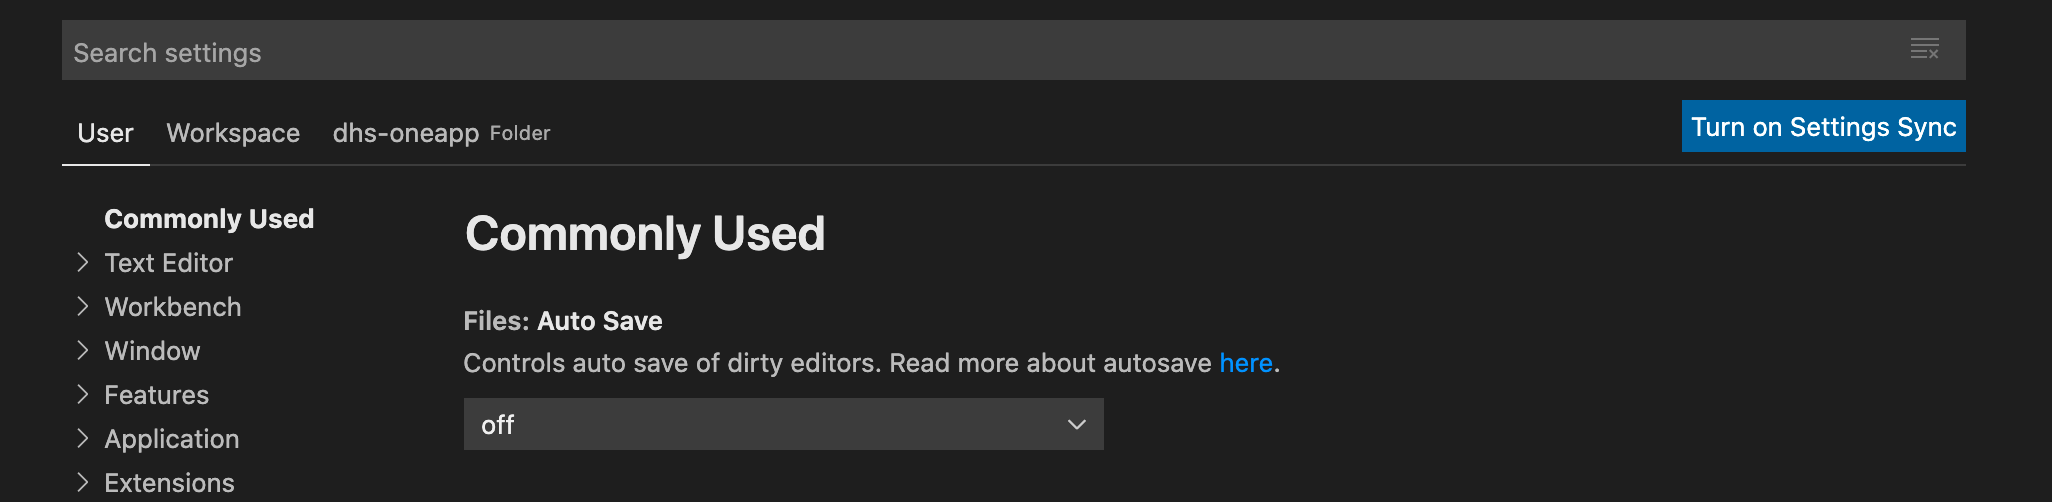 Search settings
User Workspace dhs-oneapp Folder Turn on Settings Sync
Commonly Used
Text Editor
Workbench
Window
Features
Application
Extensions
Commonly Used
Files: Auto Save
Controls auto save of dirty editors. Read more about autosave here.
off